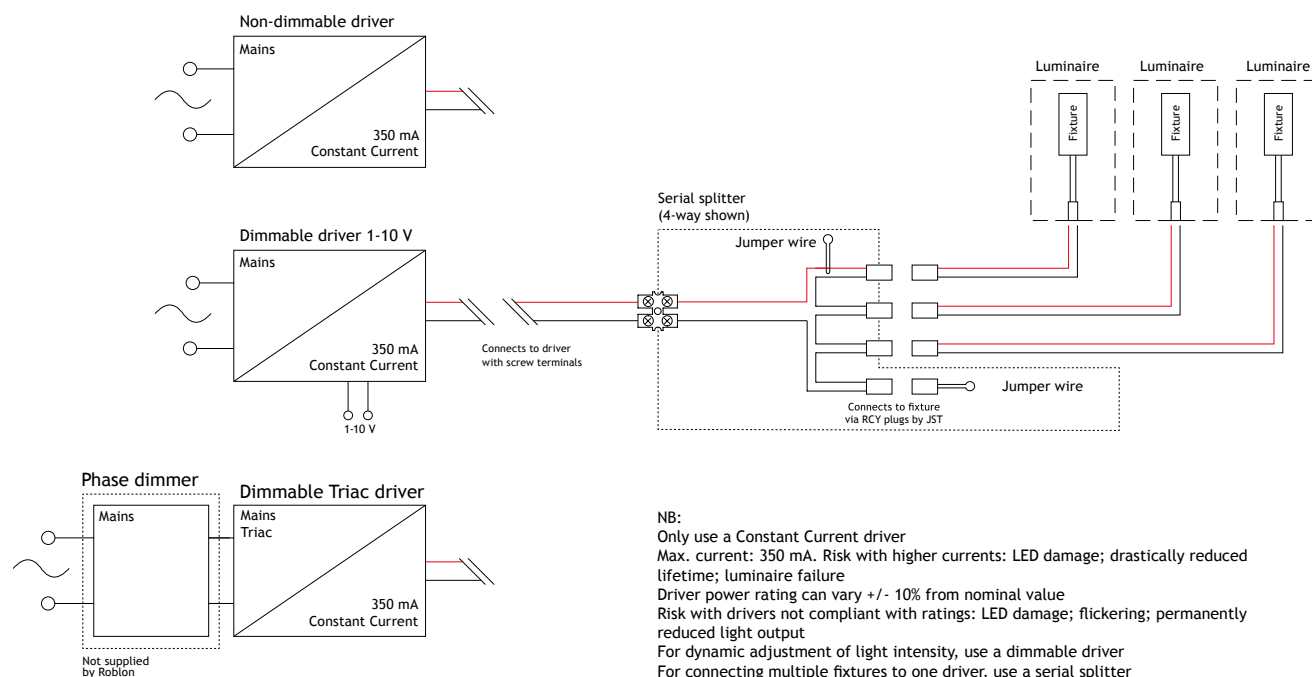 Non-dimmable driver
Mains
350 mA
Constant Current
Dimmable driver 1-10 V
Mains
350 mA
Constant Current
1-10 V
Connects to driver
with screw terminals
Serial splitter
(4-way shown)
Jumper wire
Luminaire
Luminaire
Luminaire
Fixture
Fixture
Fixture
Jumper wire
Connects to fixture
via RCY plugs by JST
Phase dimmer
Mains
Not supplied
by Roblon
Dimmable Triac driver
Mains
Triac
350 mA
Constant Current
NB:
Only use a Constant Current driver
Max. current: 350 mA. Risk with higher currents: LED damage; drastically reduced
lifetime; luminaire failure
Driver power rating can vary +/- 10% from nominal value
Risk with drivers not compliant with ratings: LED damage; flickering; permanently
reduced light output
For dynamic adjustment of light intensity, use a dimmable driver
For connecting multiple fixtures to one driver, use a serial splitter